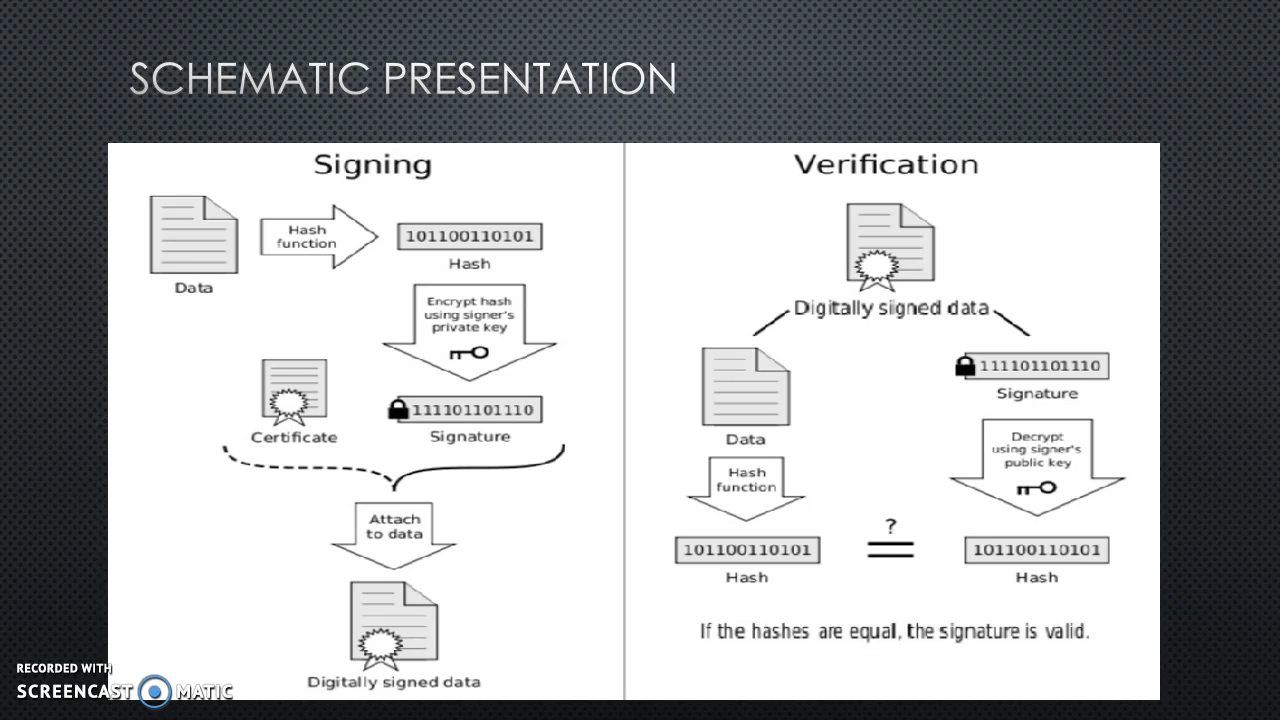 SCHEMATIC PRESENTATION
Signing
Hash
function
101100110101
Hash
Data
Encrypt hash
using signer's
private key
111101101110
Certificate
Signature
Attach
to data
Digitally signed data
Verification
Digitally signed data
111101101110
Signature
Data
Decrypt
using signer's
public key
Hash
function
?
101100110101
101100110101
Hash
Hash
If the hashes are equal, the signature is valid.
RECORDED WITH
SCREENCAST MATIC